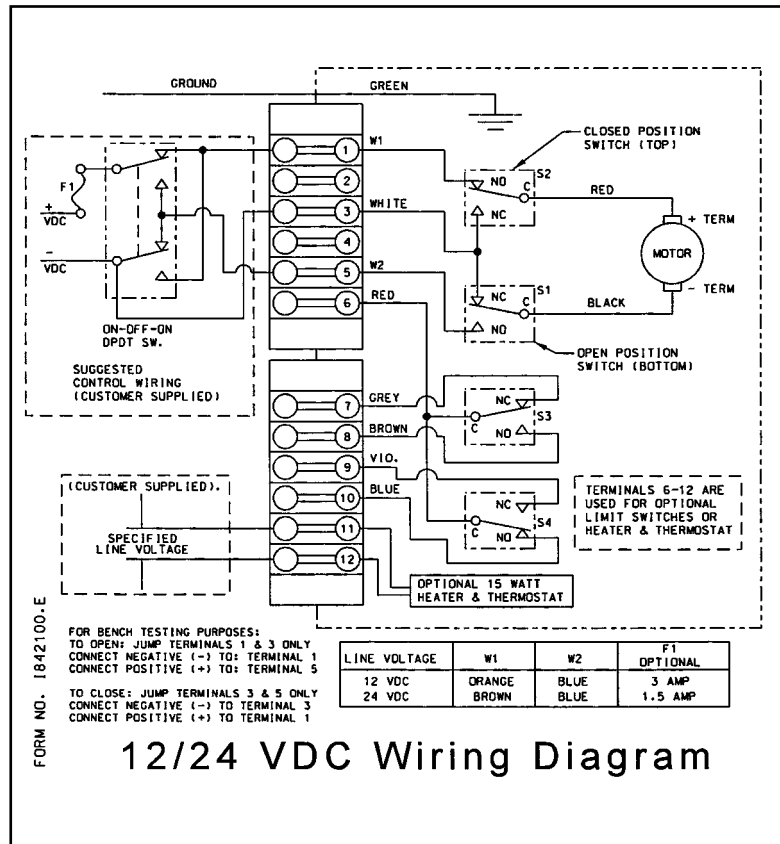 GROUND
GREEN
CLOSED POSITION
SWITCH (TOP)
F1
+
VDC
-
VDC
ON-OFF-ON
DPDT SW.
SUGGESTED
CONTROL WIRING
(CUSTOMER SUPPLIED)
1
2
3
4
5
6
W1
WHITE
W2
RED
NO
C
NC
S2
RED
+ TERM
MOTOR
- TERM
NC
C
NO
S1
BLACK
OPEN POSITION
SWITCH (BOTTOM)
7
8
9
10
11
12
GREY
BROWN
VIO.
BLUE
NC
C
NO
S3
NC
C
NO
S4
TERMINALS 6-12 ARE
USED FOR OPTIONAL
LIMIT SWITCHES OR
HEATER & THERMOSTAT
(CUSTOMER SUPPLIED).
SPECIFIED
LINE VOLTAGE
OPTIONAL 15 WATT
HEATER & THERMOSTAT
FORM NO. I842100.E
FOR BENCH TESTING PURPOSES:
TO OPEN: JUMP TERMINALS 1 & 3 ONLY
CONNECT NEGATIVE (-) TO: TERMINAL 1
CONNECT POSITIVE (+) TO: TERMINAL 5
TO CLOSE: JUMP TERMINALS 3 & 5 ONLY
CONNECT NEGATIVE (-) TO TERMINAL 3
CONNECT POSITIVE (+) TO TERMINAL 1
LINE VOLTAGE W1 W2 F1 OPTIONAL
12 VDC ORANGE BLUE 3 AMP
24 VDC BROWN BLUE 1.5 AMP
12/24 VDC Wiring Diagram